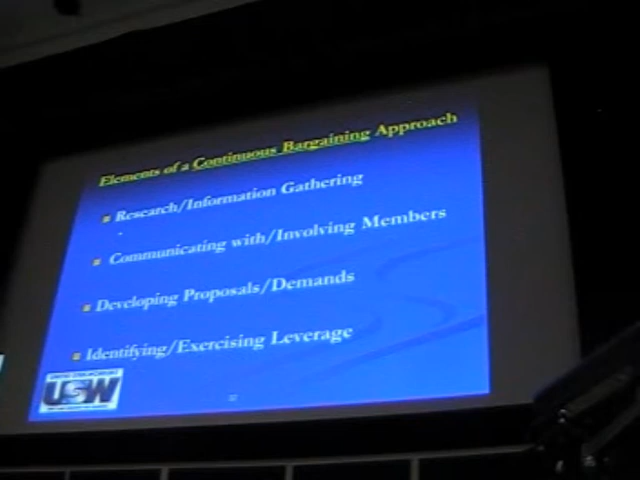 Elements of a Continuous Bargaining Approach
Research/Information Gathering
Communicating with/Involving Members
Developing Proposals/Demands
Identifying/Exercising Leverage
USW